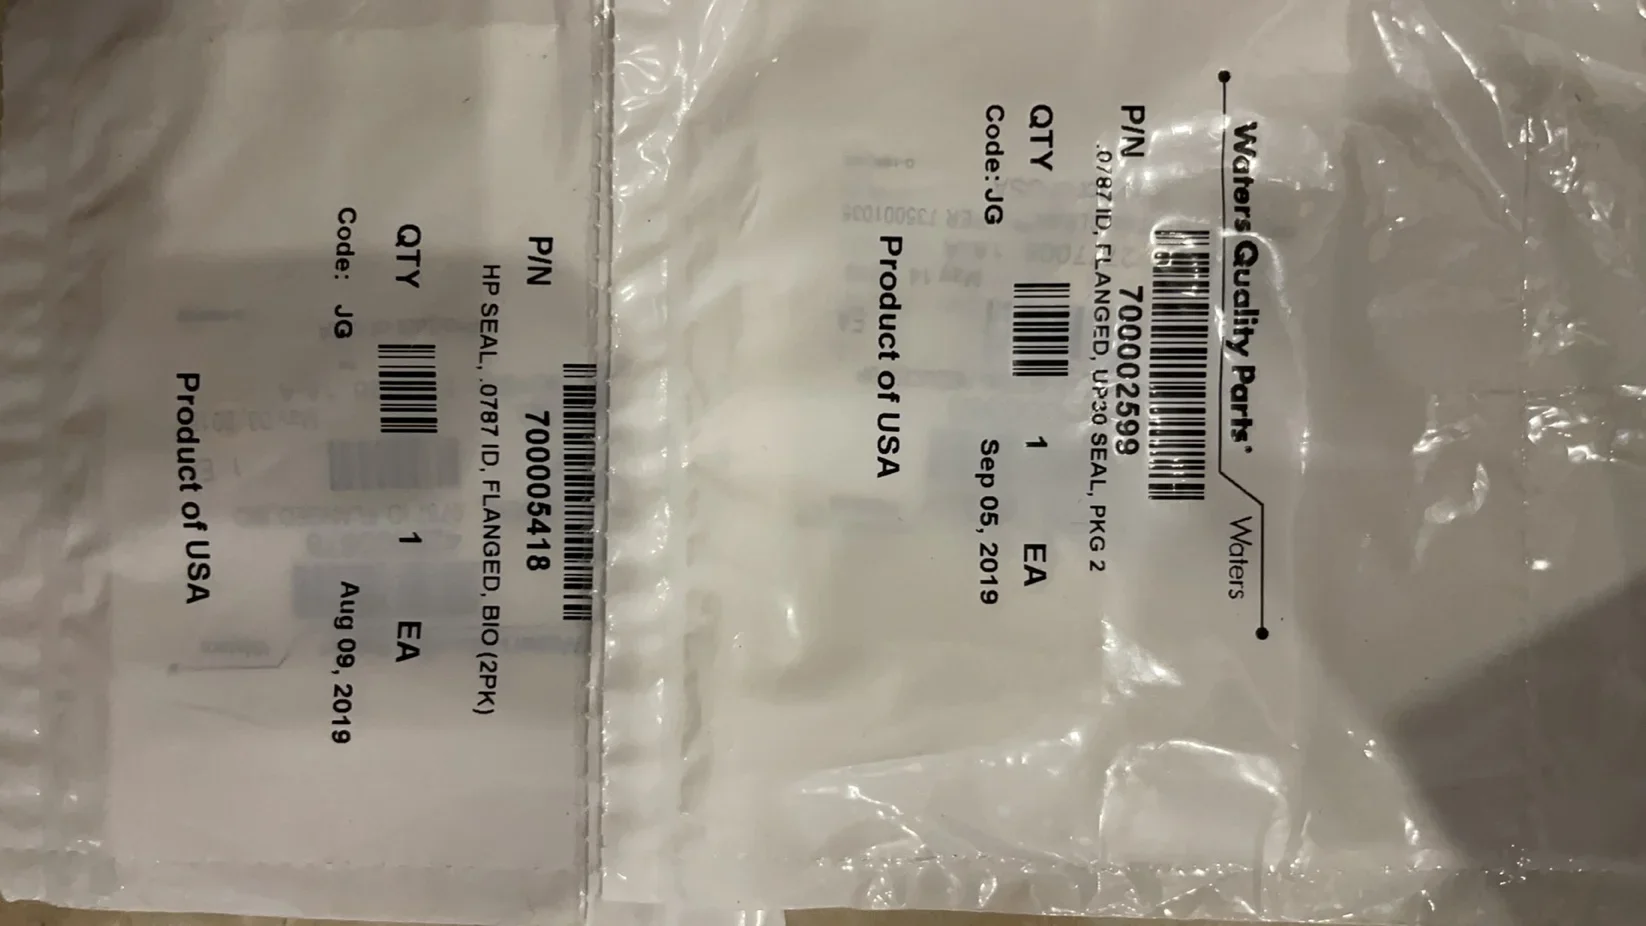 Waters Quality Parts®
Waters
P/N 700002599
.0787 ID, FLANGED, UP30 SEAL, PKG 2
QTY 1 EA
Code: JG Sep 05, 2019
Product of USA
P/N 700005418
HP SEAL, .0787 ID, FLANGED, BIO (2PK)
QTY 1 EA
Code: JG Aug 09, 2019
Product of USA